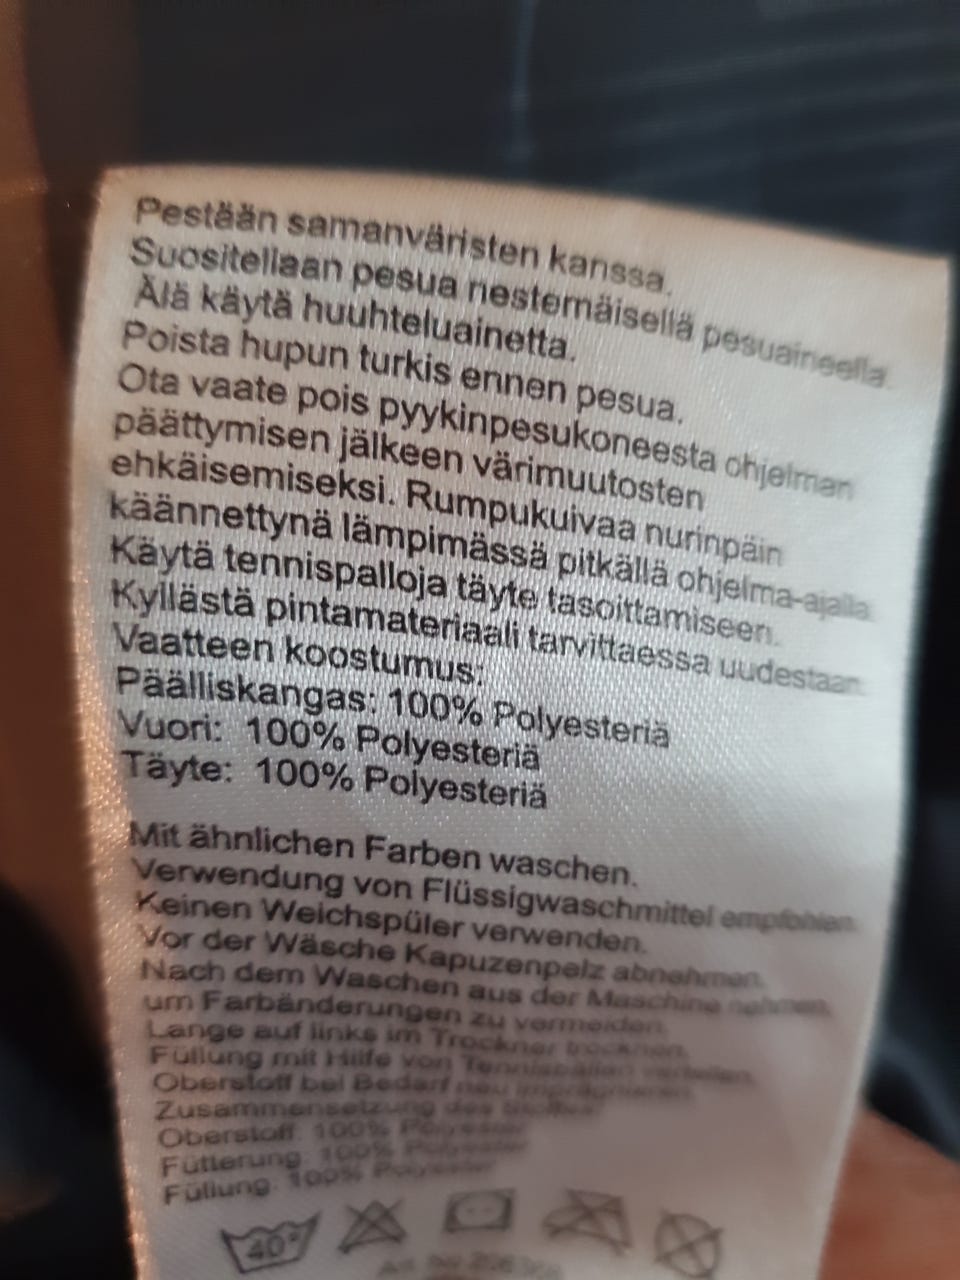 Pestään samanväristen kanssa.
Suositellaan pesua nestemäisellä pesuaineella.
Älä käytä huuhteluainetta.
Poista hupun turkis ennen pesua.
Ota vaate pois pyykinpesukoneesta ohjelman
päättymisen jälkeen värimuutosten
ehkäisemiseksi. Rumpukuivaa nurinpäin
käännettynä lämpimässä pitkällä ohjelma-ajalla.
Käytä tennispalloja täyte tasoittamiseen.
Kyllästä pintamateriaali tarvittaessa uudestaan.
Vaatteen koostumus:
Päälliskangas: 100% Polyesteriä
Vuori: 100% Polyesteriä
Täyte: 100% Polyesteriä
Mit ähnlichen Farben waschen.
Verwendung von Flüssigwaschmittel empfohlen.
Keinen Weichspüler verwenden.
Vor der Wäsche Kapuzenpelz abnehmen.
Nach dem Waschen aus der Maschine nehmen,
um Farbänderungen zu vermeiden.
Lange auf links im Trockner trocknen.
Füllung mit Hilfe von Tennisbällen verteilen.
Oberstoff bei Bedarf neu imprägnieren.
Zusammensetzung des Stoffes:
Oberstoff: 100% Polyester
Fütterung: 100% Polyester
Füllung: 100% Polyester
40°
Art. No.